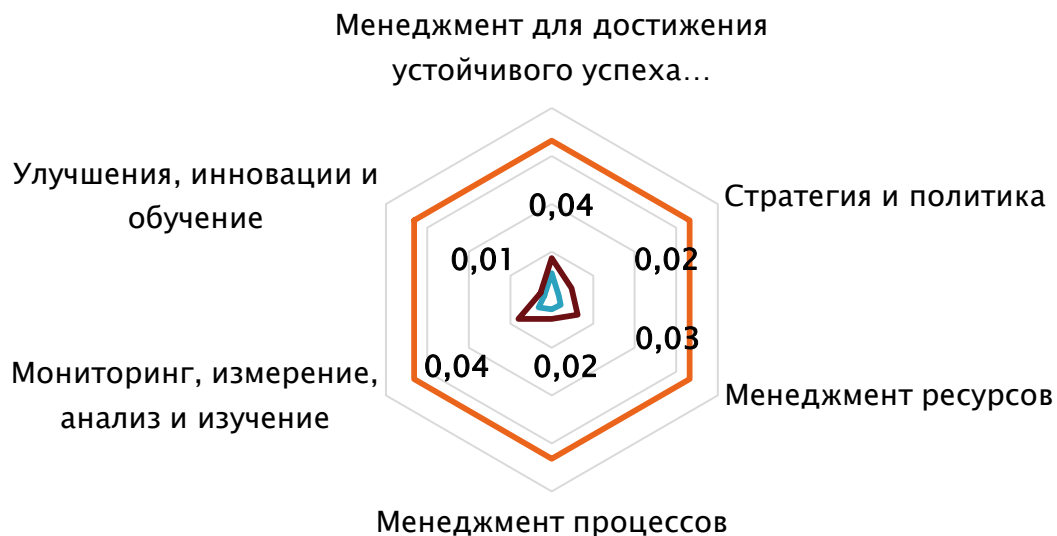 Менеджмент для достижения
устойчивого успеха…
Улучшения, инновации и
обучение
Стратегия и политика
0,04
0,01
0,02
0,03
0,04
0,02
Мониторинг, измерение,
анализ и изучение
Менеджмент ресурсов
Менеджмент процессов